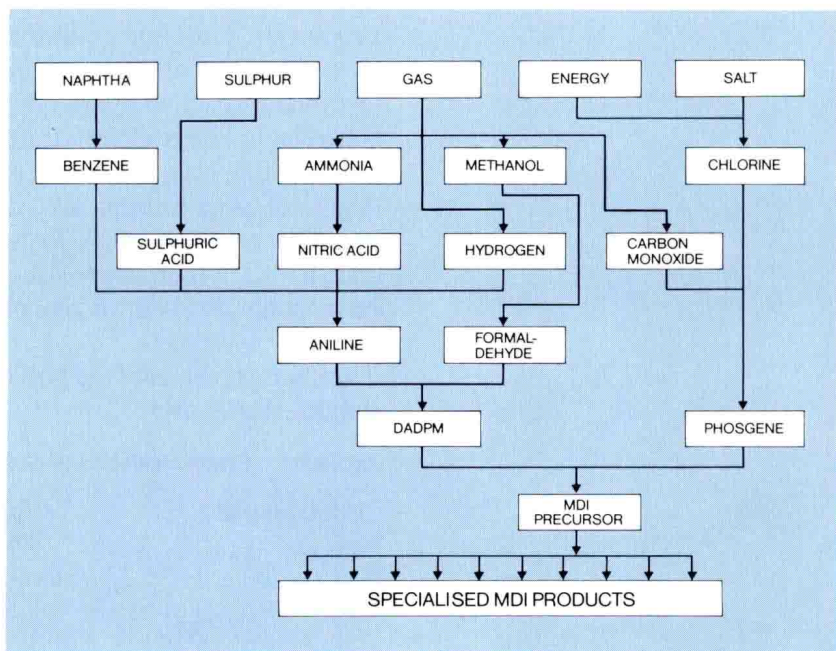 NAPHTHA
SULPHUR
GAS
ENERGY
SALT
BENZENE
AMMONIA
METHANOL
CHLORINE
SULPHURIC
ACID
NITRIC ACID
HYDROGEN
CARBON
MONOXIDE
ANILINE
FORMAL-
DEHYDE
DADPM
PHOSGENE
MDI
PRECURSOR
SPECIALISED MDI PRODUCTS